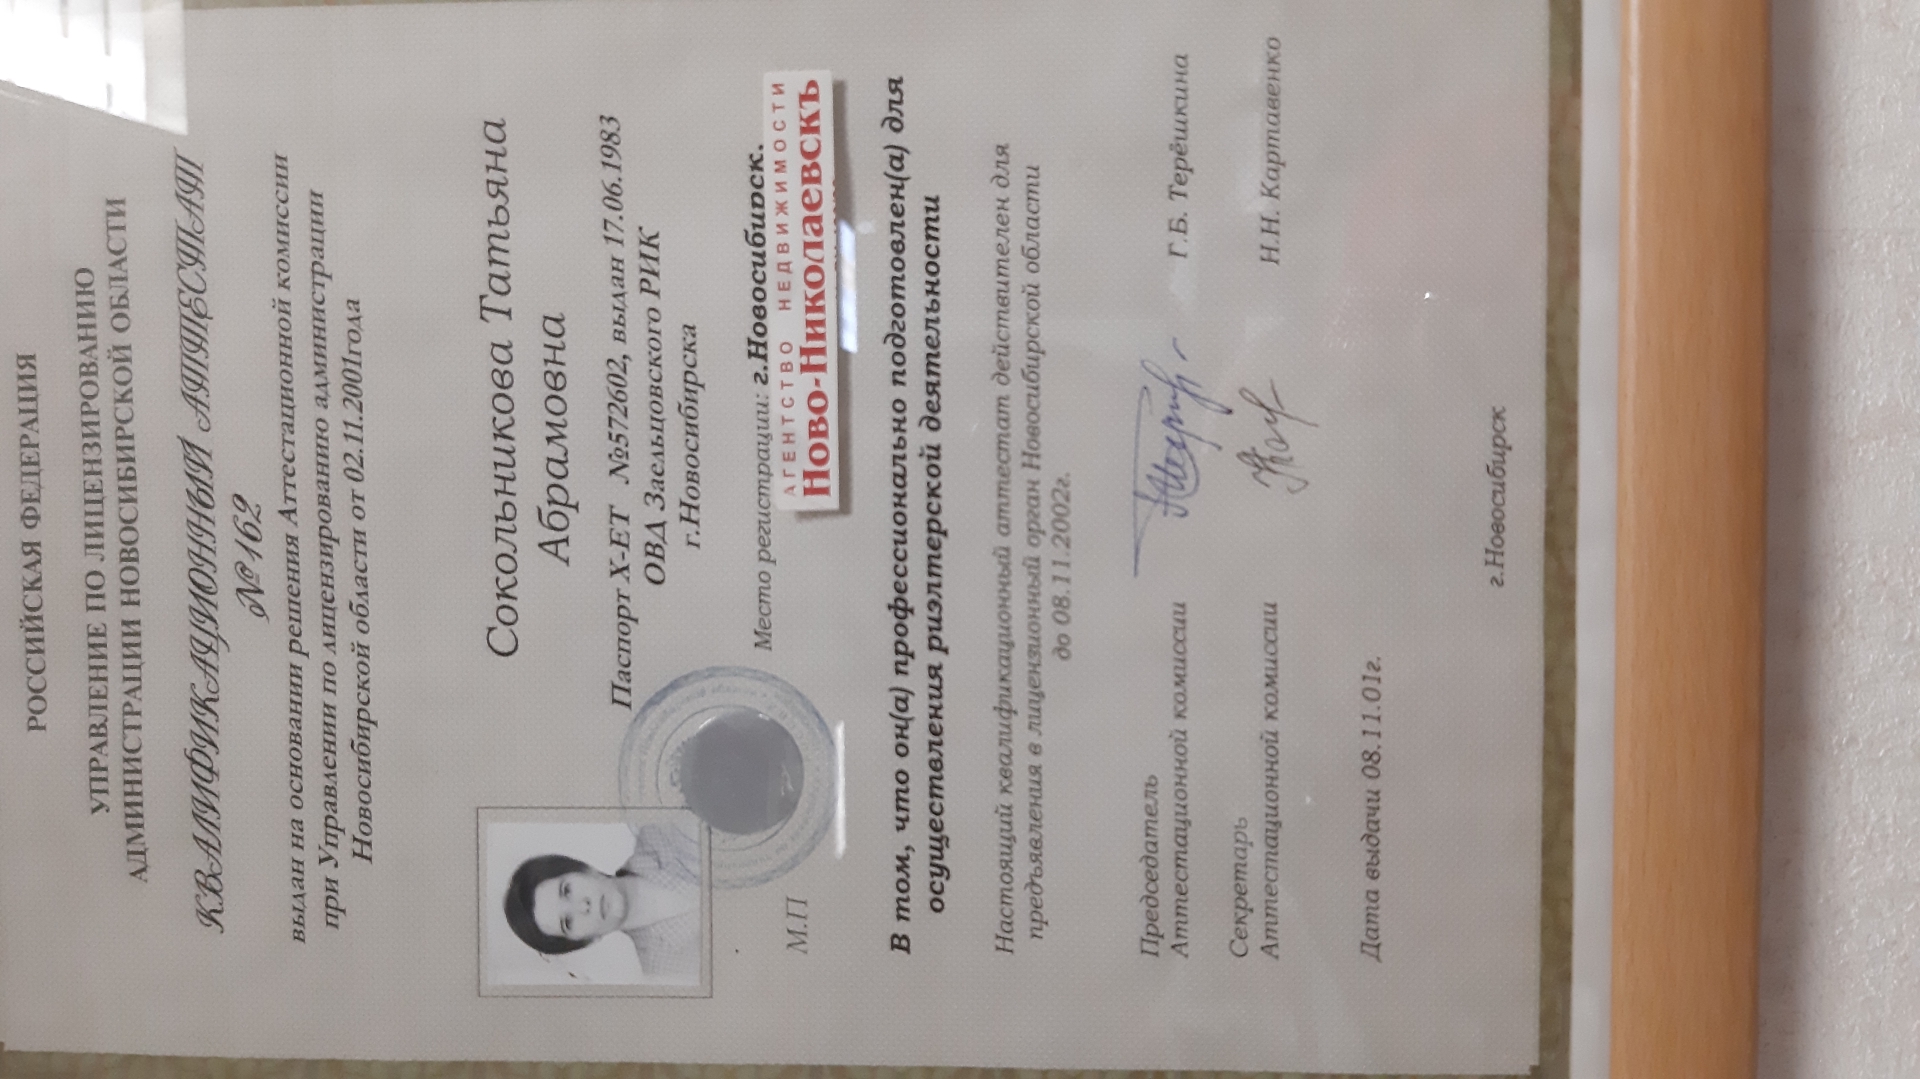 РОССИЙСКАЯ ФЕДЕРАЦИЯ
УПРАВЛЕНИЕ ПО ЛИЦЕНЗИРОВАНИЮ
АДМИНИСТРАЦИИ НОВОСИБИРСКОЙ ОБЛАСТИ
КВАЛИФИКАЦИОННЫЙ АТТЕСТАТ
№162
выдан на основании решения Аттестационной комиссии
при Управлении по лицензированию администрации
Новосибирской области от 02.11.2001года
Сокольникова Татьяна
Абрамовна
Паспорт X-ЕТ №572602, выдан 17.06.1983
ОВД Заельцовского РИК
г.Новосибирска
Место регистрации: г.Новосибирск.
АГЕНТСТВО НЕДВИЖИМОСТИ
Ново-Николаевскъ
М.П
В том, что он(а) профессионально подготовлен(а) для
осуществления риэлтерской деятельности
Настоящий квалификационный аттестат действителен для
предъявления в лицензионный орган Новосибирской области
до 08.11.2002г.
Председатель
Аттестационной комиссии Г.Б. Терёшкина
Секретарь
Аттестационной комиссии Н.Н. Картавенко
Дата выдачи 08.11.01г.
г.Новосибирск